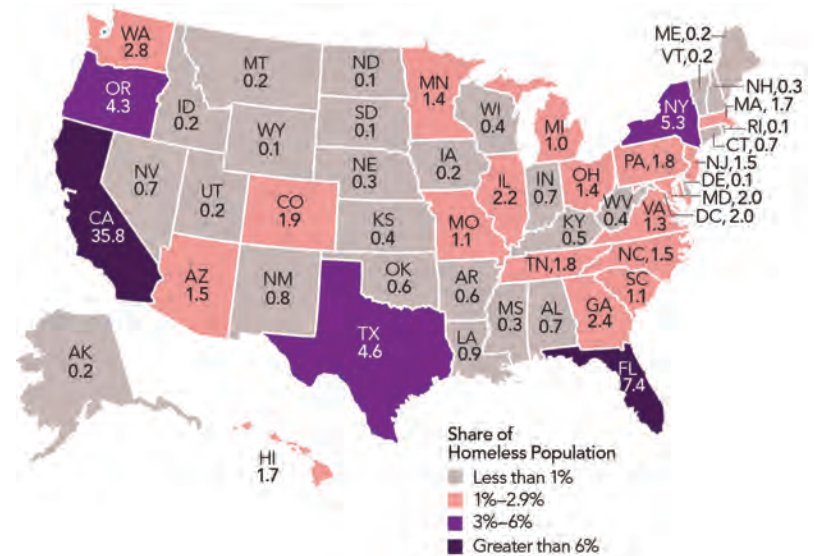 WA
2.8
OR
4.3
CA
35.8
ID
0.2
NV
0.7
MT
0.2
WY
0.1
UT
0.2
AZ
1.5
CO
1.9
NM
0.8
ND
0.1
SD
0.1
NE
0.3
KS
0.4
OK
0.6
TX
4.6
MN
1.4
IA
0.2
MO
1.1
AR
0.6
LA
0.9
WI
0.4
IL
2.2
MI
1.0
IN
0.7
OH
1.4
KY
0.5
TN,1.8
MS
0.3
AL
0.7
GA
2.4
FL
7.4
SC
1.1
NC,1.5
VA
1.3
WV
0.4
PA,1.8
NY
5.3
ME,0.2
VT,0.2
NH,0.3
MA, 1.7
RI,0.1
CT,0.7
NJ,1.5
DE,0.1
MD, 2.0
DC, 2.0
AK
0.2
HI
1.7
Share of
Homeless Population
Less than 1%
1%–2.9%
3%–6%
Greater than 6%